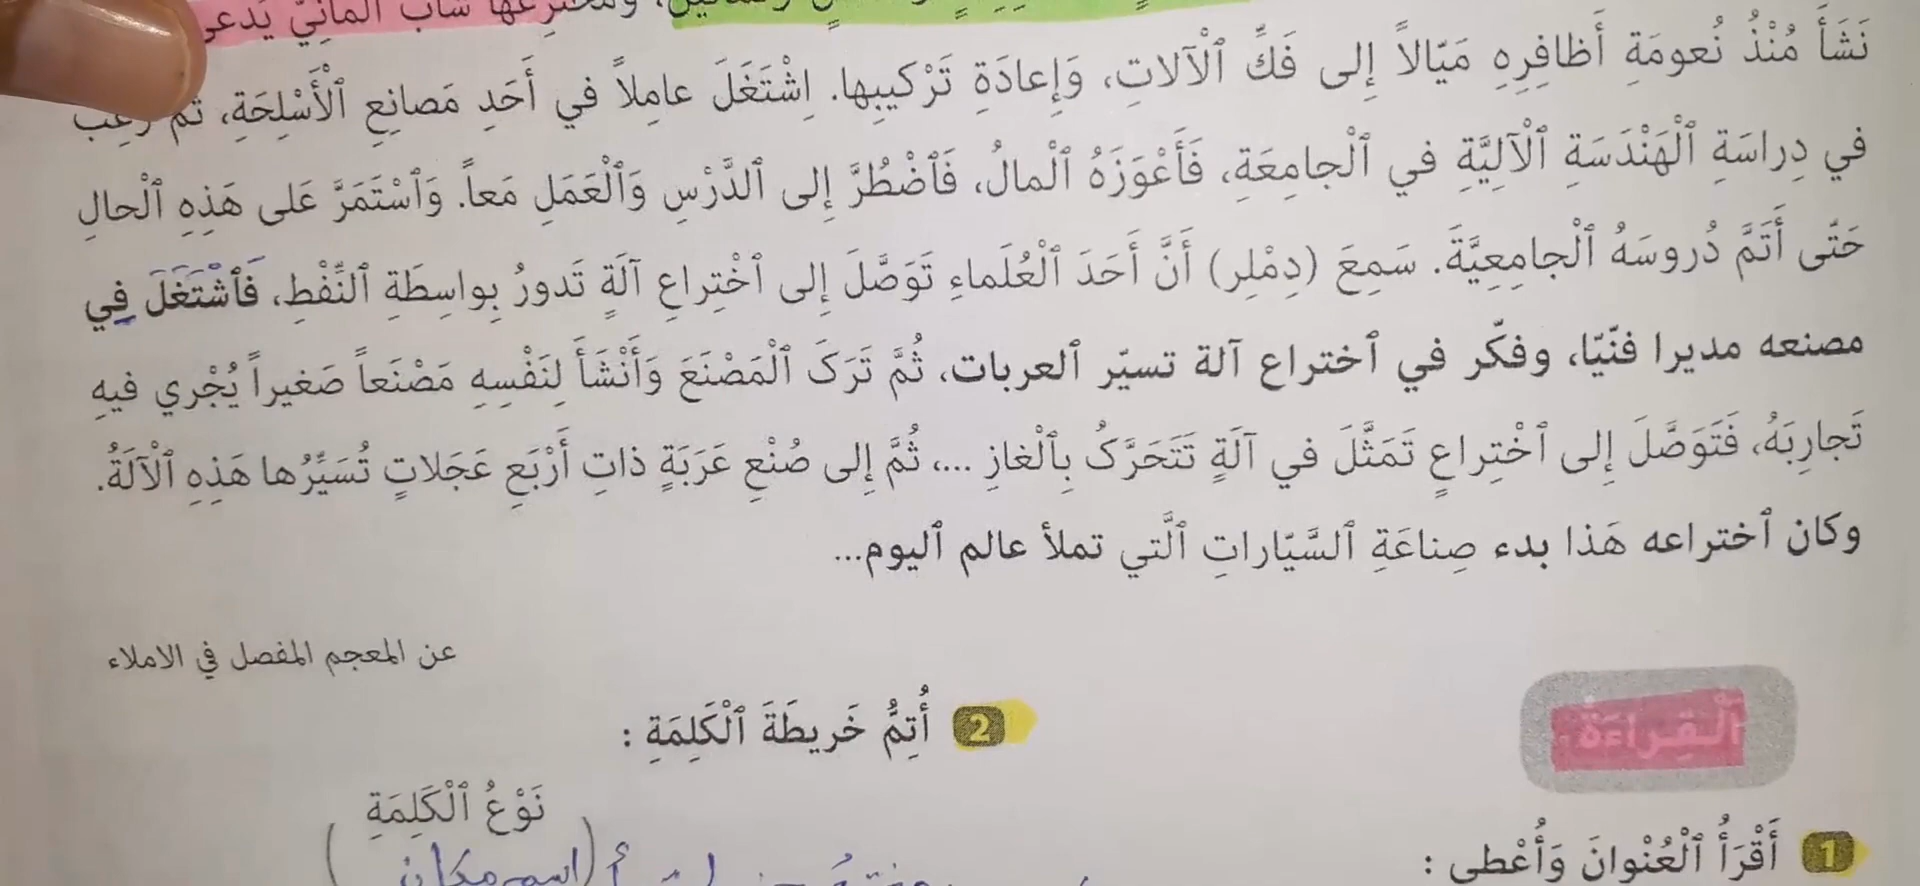 ومخترعها شاب ألماني يدعى
نَشَأَ مُنْذُ نُعومَةِ أَظافِرِهِ مَيّالاً إِلى فَكِّ ٱلْآلاتِ، وَإِعادَةِ تَرْكيبِها. اِشْتَغَلَ عامِلاً في أَحَدِ مَصانِعِ ٱلْأَسْلِحَةِ، ثُمَّ رَغِبَ
في دِراسَةِ ٱلْهَنْدَسَةِ ٱلْآلِيَّةِ في ٱلْجامِعَةِ، فَأَعْوَزَهُ ٱلْمالُ، فَٱضْطُرَّ إِلى ٱلدَّرْسِ وَٱلْعَمَلِ مَعاً. وَٱسْتَمَرَّ عَلى هَذِهِ ٱلْحالِ
حَتّى أَتَمَّ دُروسَهُ ٱلْجامِعِيَّةَ. سَمِعَ (دِمْلِر) أَنَّ أَحَدَ ٱلْعُلَماءِ تَوَصَّلَ إِلى ٱخْتِراعِ آلَةٍ تَدورُ بِواسِطَةِ ٱلنِّفْطِ، فَٱشْتَغَلَ فِي
مصنعه مديرا فنّيّا، وفكّر في ٱختراع آلة تسيّر ٱلعربات، ثُمَّ تَرَكَ ٱلْمَصْنَعَ وَأَنْشَأَ لِنَفْسِهِ مَصْنَعاً صَغيراً يُجْري فيهِ
تَجارِبَهُ، فَتَوَصَّلَ إِلى ٱخْتِراعٍ تَمَثَّلَ في آلَةٍ تَتَحَرَّكُ بِٱلْغازِ ...، ثُمَّ إِلى صُنْعِ عَرَبَةٍ ذاتِ أَرْبَعِ عَجَلاتٍ تُسَيِّرُها هَذِهِ ٱلْآلَةُ.
وكان ٱختراعه هَذا بدء صِناعَةِ ٱلسَّيّاراتِ ٱلَّتي تملأ عالم ٱليوم...
عن المعجم المفصل في الاملاء
ٱلْقِراءَةُ
1 أَقْرَأُ ٱلْعُنْوانَ وَأُعْطي :
2 أُتِمُّ خَريطَةَ ٱلْكَلِمَةِ :
نَوْعُ ٱلْكَلِمَةِ
(اسم مكان)